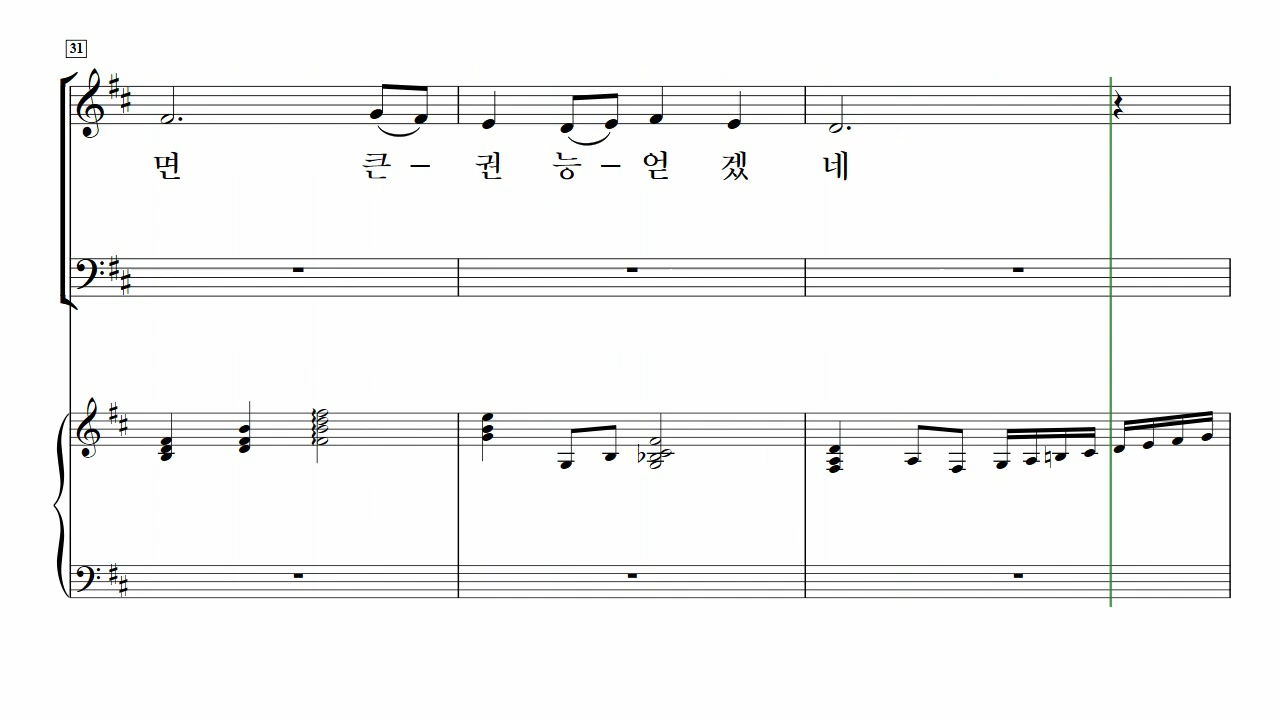 31
면 큰 – 권 능 – 얻 겠 네